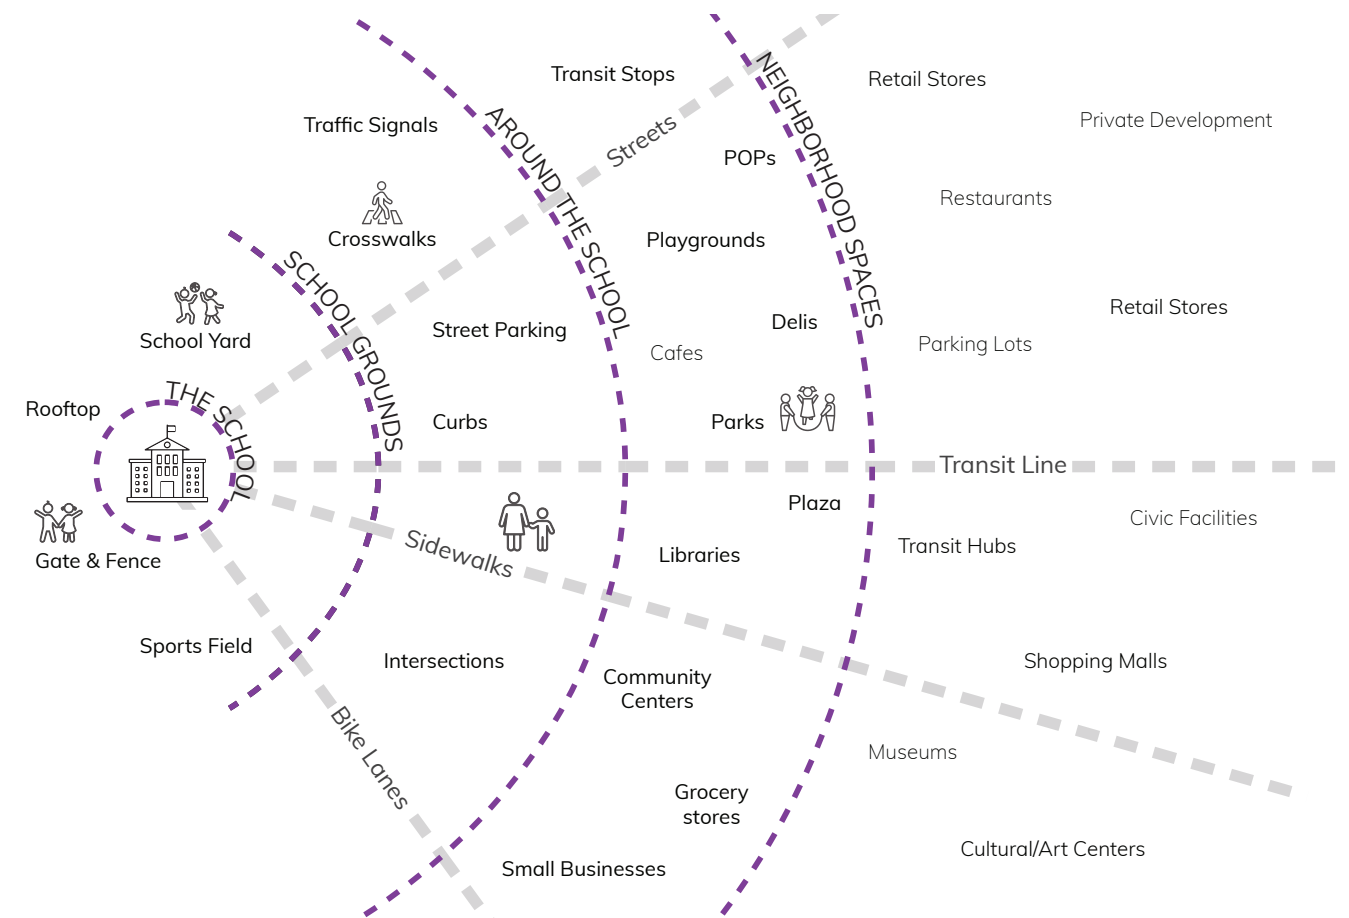 Transit Stops
Retail Stores
Private Development
Traffic Signals
AROUND THE SCHOOL
Streets
NEIGHBORHOOD SPACES
POPs
Restaurants
Crosswalks
Playgrounds
SCHOOL GROUNDS
School Yard
Street Parking
Delis
Retail Stores
Cafes
Parking Lots
THE SCHOOL
Rooftop
Curbs
Parks
Transit Line
Plaza
Civic Facilities
Gate & Fence
Sidewalks
Libraries
Transit Hubs
Sports Field
Intersections
Community
Centers
Shopping Malls
Bike Lanes
Museums
Grocery
stores
Small Businesses
Cultural/Art Centers